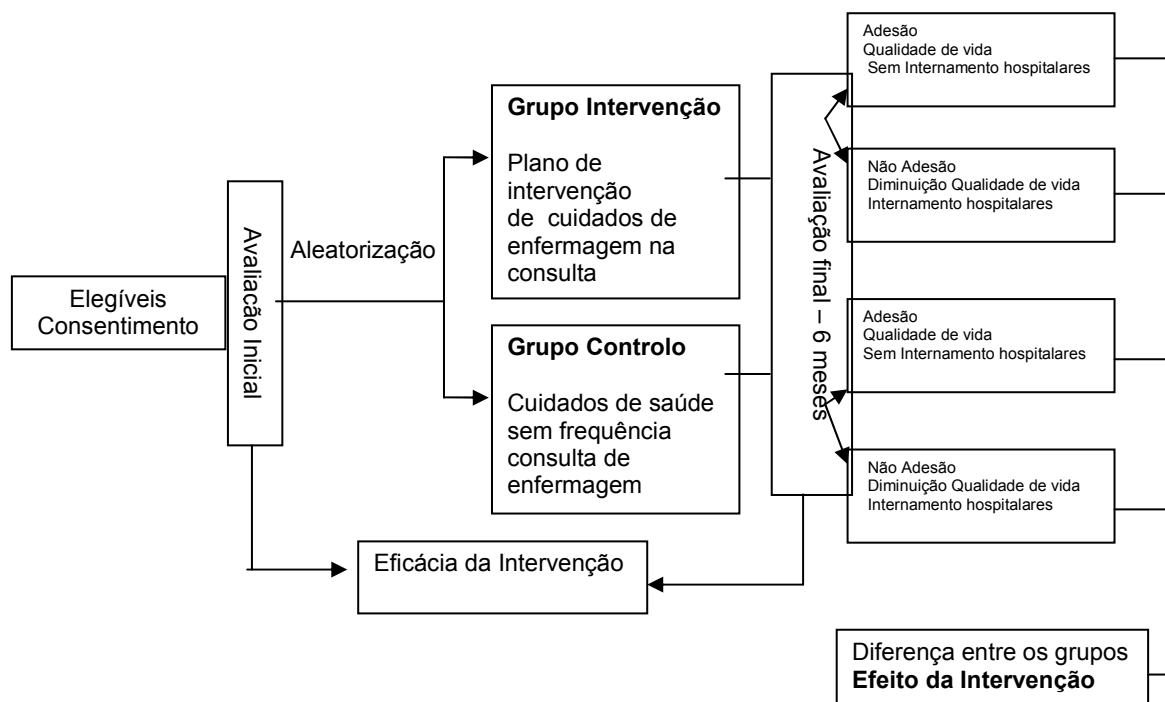 Elegíveis
Consentimento
Avaliação Inicial
Aleatorização
Grupo Intervenção
Plano de
intervenção
de cuidados de
enfermagem na
consulta
Grupo Controlo
Cuidados de saúde
sem frequência
consulta de
enfermagem
Eficácia da Intervenção
Avaliação final – 6 meses
Adesão
Qualidade de vida
Sem Internamento hospitalares
Não Adesão
Diminuição Qualidade de vida
Internamento hospitalares
Adesão
Qualidade de vida
Sem Internamento hospitalares
Não Adesão
Diminuição Qualidade de vida
Internamento hospitalares
Diferença entre os grupos
Efeito da Intervenção